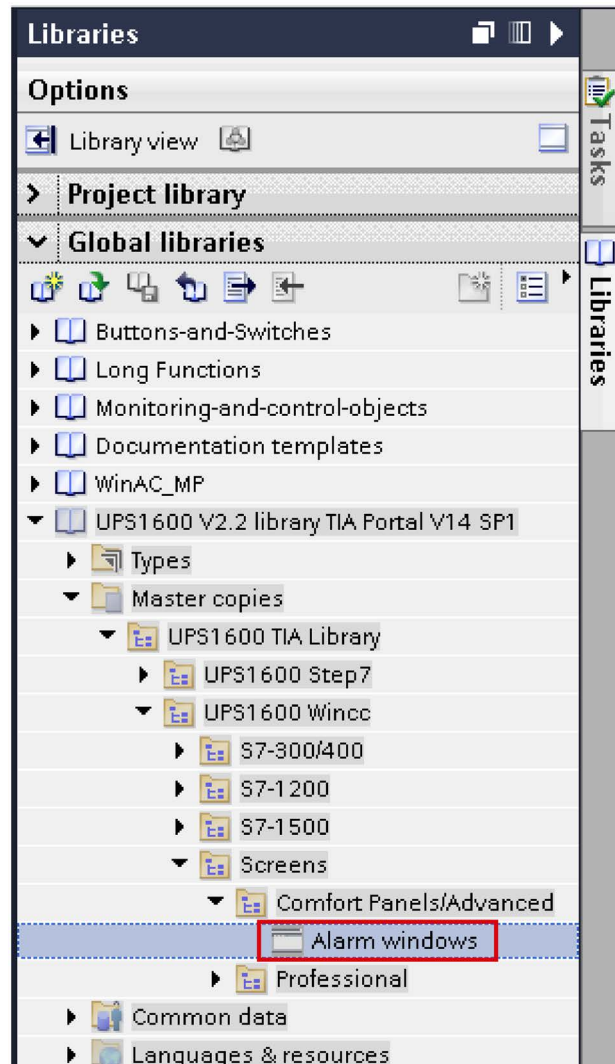 Libraries
Options
Library view
Project library
Global libraries
Buttons-and-Switches
Long Functions
Monitoring-and-control-objects
Documentation templates
WinAC_MP
UPS1600 V2.2 library TIA Portal V14 SP1
Types
Master copies
UPS1600 TIA Library
UPS1600 Step7
UPS1600 Wincc
S7-300/400
S7-1200
S7-1500
Screens
Comfort Panels/Advanced
Alarm windows
Professional
Common data
Languages & resources
Tasks
Libraries